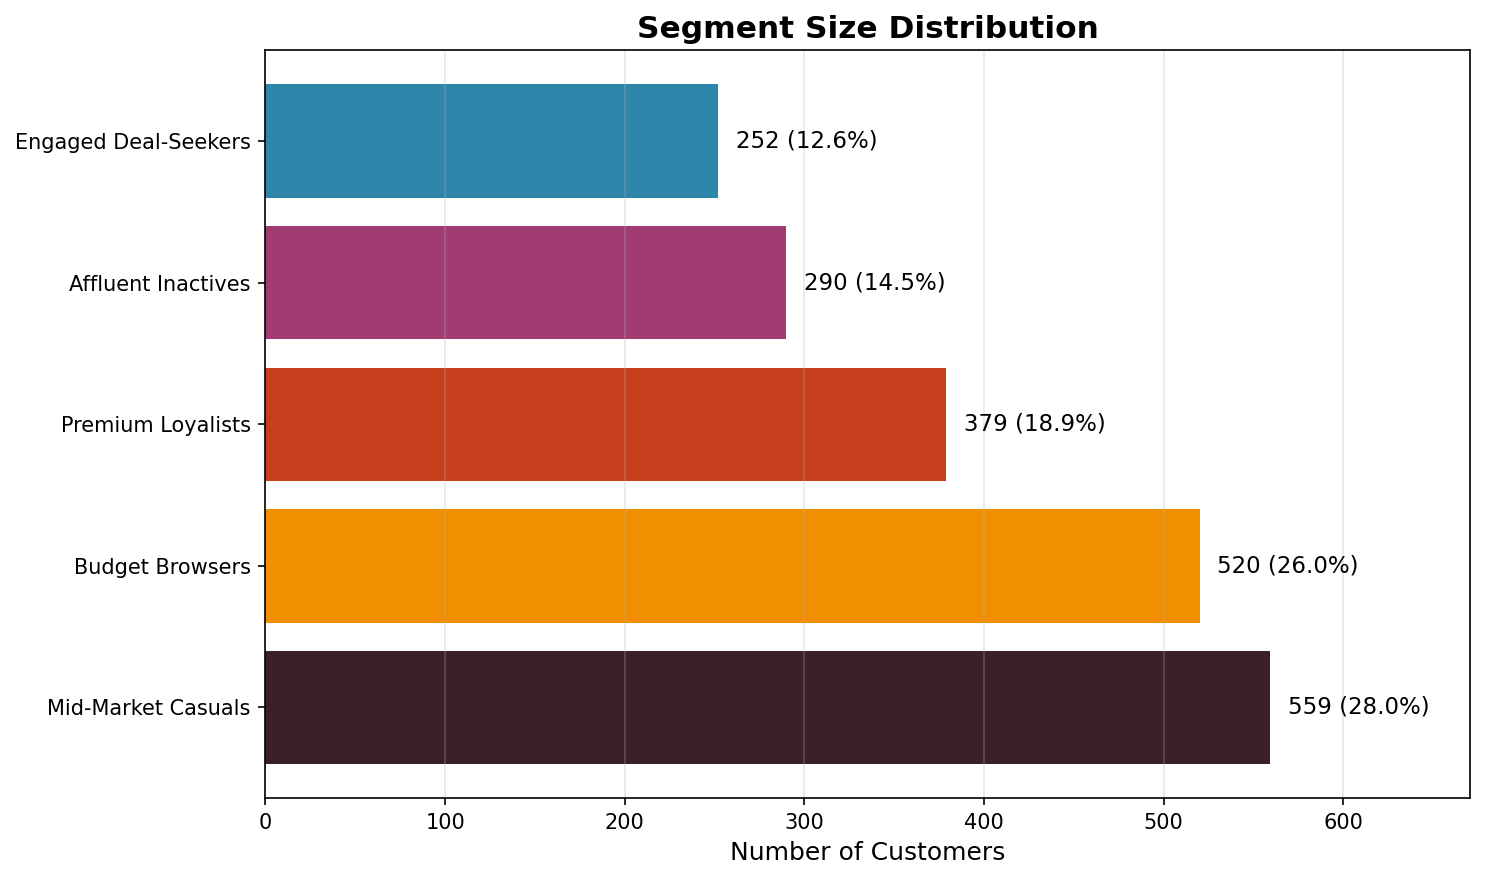 Segment Size Distribution
Engaged Deal-Seekers
252 (12.6%)
Affluent Inactives
290 (14.5%)
Premium Loyalists
379 (18.9%)
Budget Browsers
520 (26.0%)
Mid-Market Casuals
559 (28.0%)
0 100 200 300 400 500 600
Number of Customers